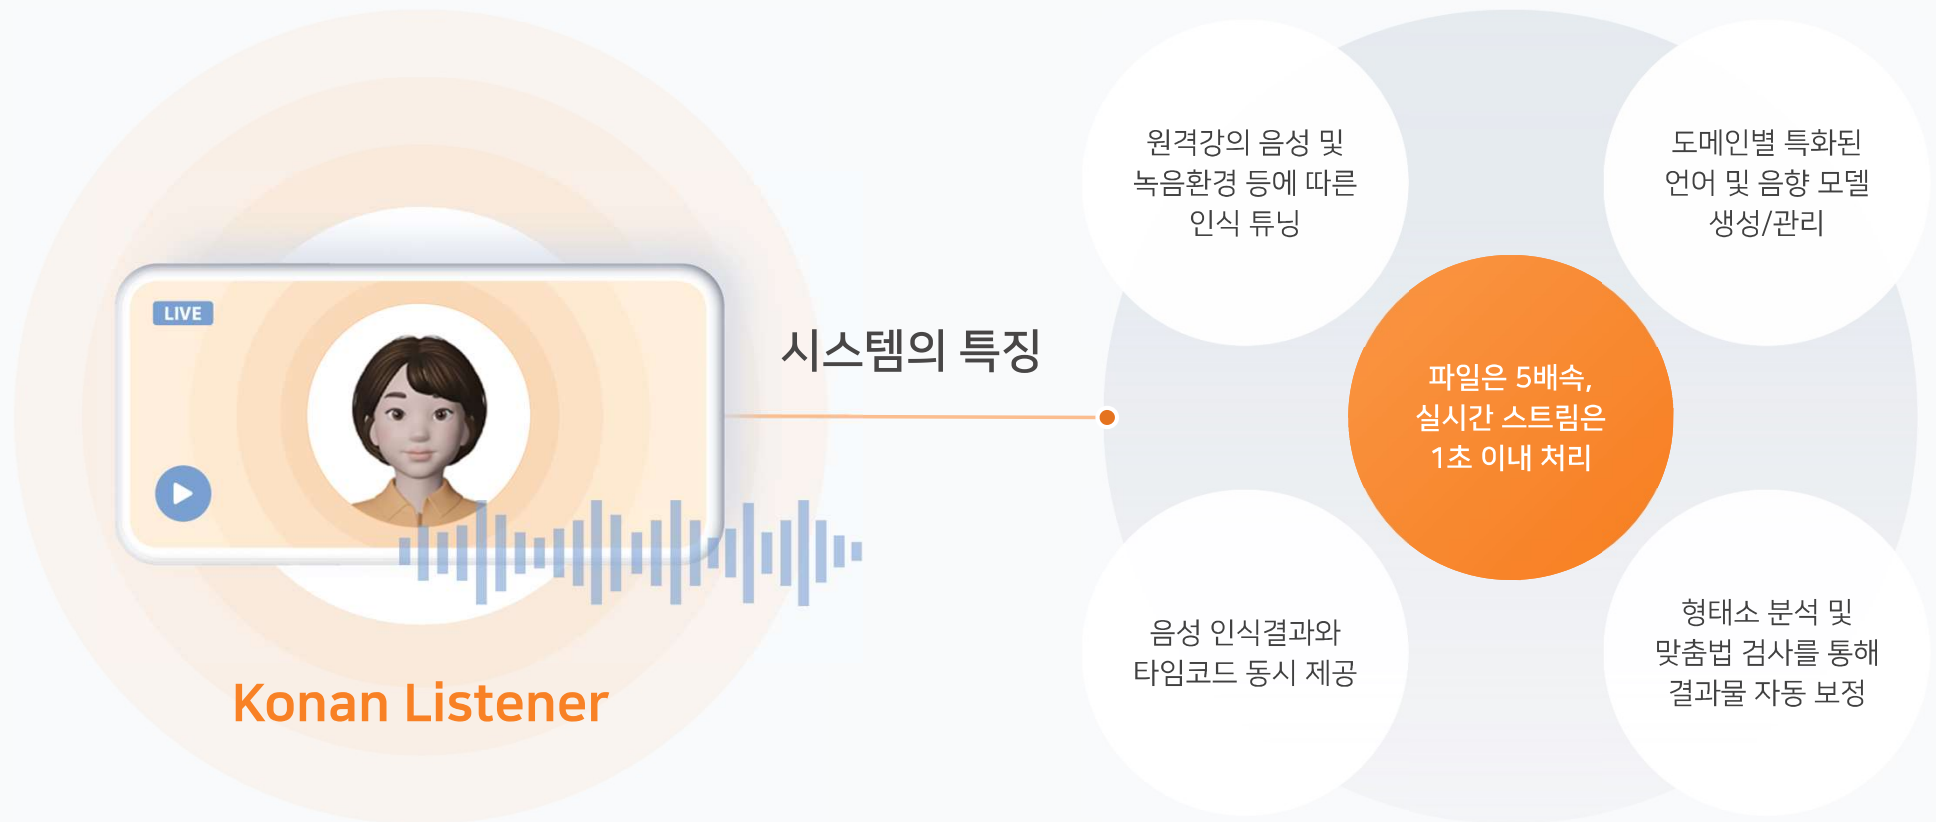 LIVE
Konan Listener
시스템의 특징
원격강의 음성 및
녹음환경 등에 따른
인식 튜닝
도메인별 특화된
언어 및 음향 모델
생성/관리
파일은 5배속,
실시간 스트림은
1초 이내 처리
음성 인식결과와
타임코드 동시 제공
형태소 분석 및
맞춤법 검사를 통해
결과물 자동 보정